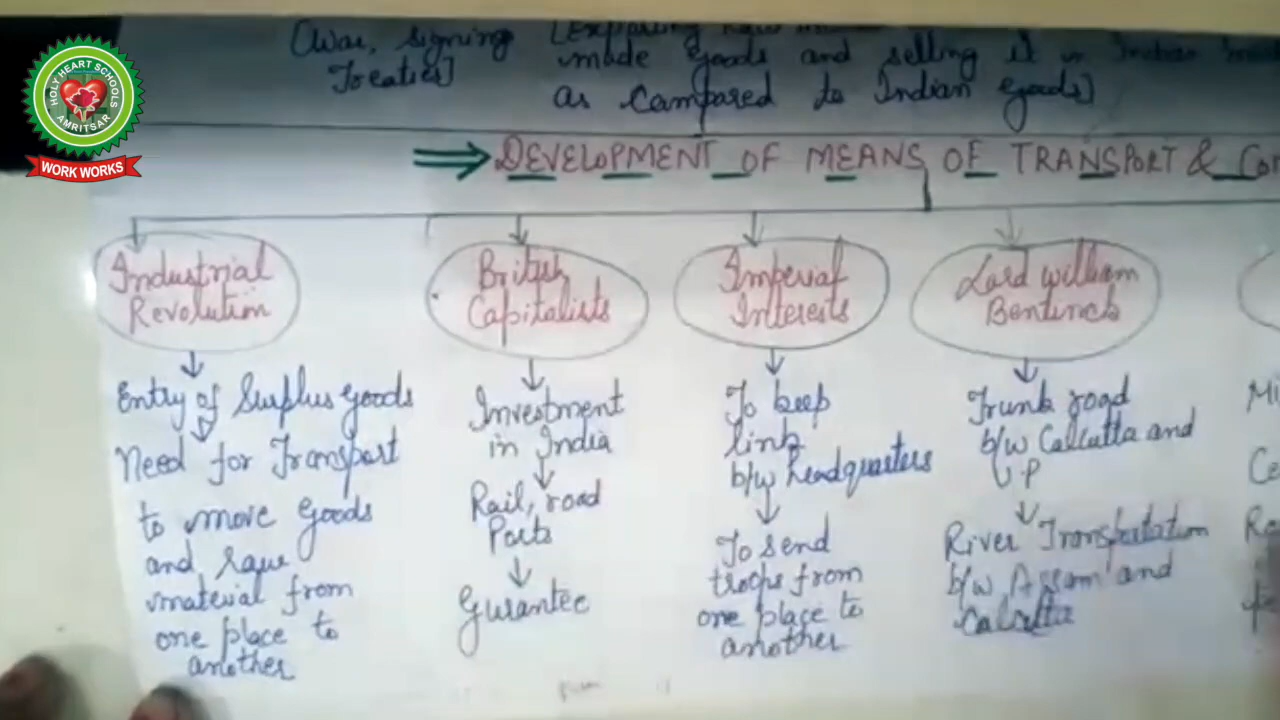 HOLY HEART SCHOOLS
AMRITSAR
WORK WORKS
(War, signing
Treaties]
made goods and selling it in Indian
as Compared to Indian goods)
DEVELOPMENT OF MEANS OF TRANSPORT &
Industrial
Revolution
Entry of Surplus goods
Need for Transport
to move goods
and raw
material from
one place to
another
British
Capitalists
Investment
in India
Rail, road
Ports
Gurantee
Imperial
Interests
To keep
link
b/w headquarters
To send
troops from
one place to
another
Lord william
Bentinck
Trunk road
b/w Calcutta and
U.P
River Transportation
b/w Assam and
Calcutta